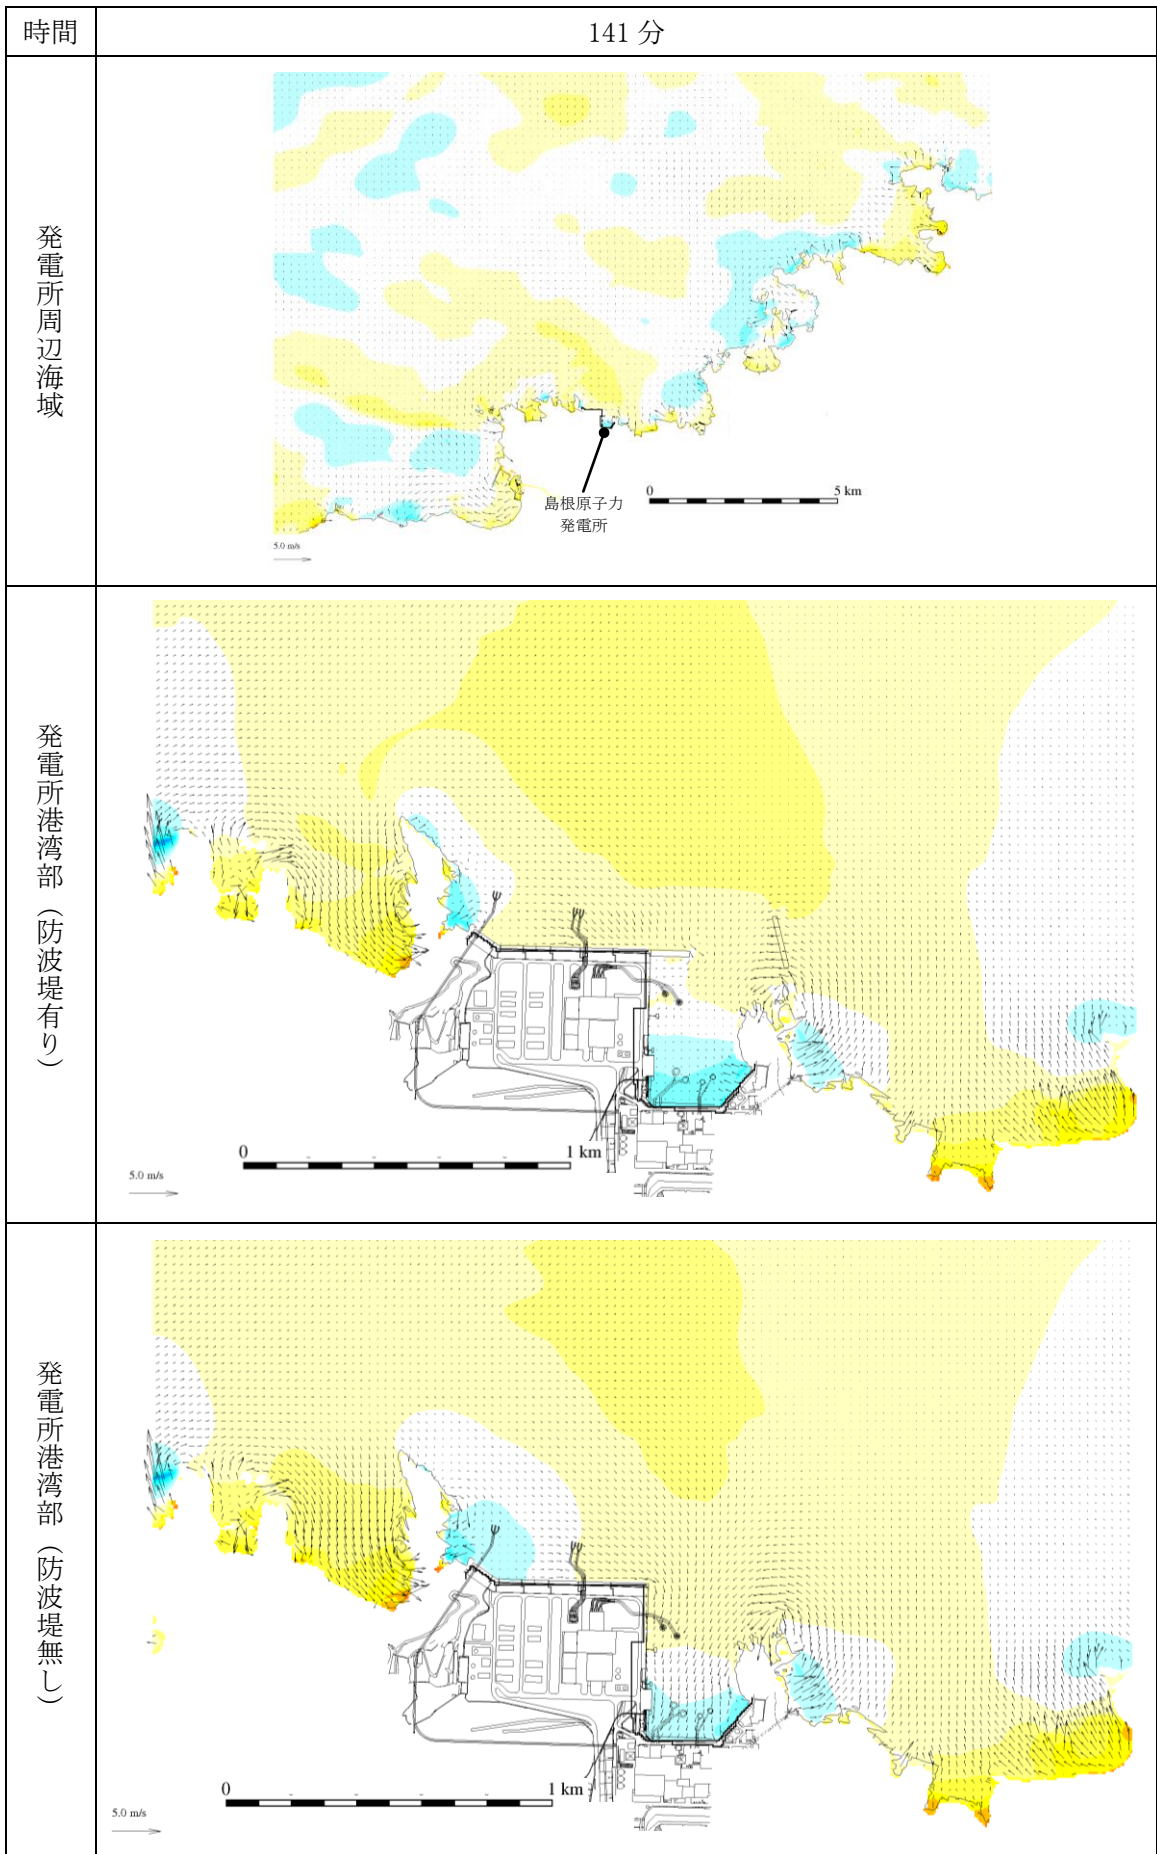 時間
141 分
発電所周辺海域
島根原子力
発電所
0
5 km
5.0 m/s
発電所港湾部（防波堤有り）
0
1 km
5.0 m/s
発電所港湾部（防波堤無し）
0
1 km
5.0 m/s